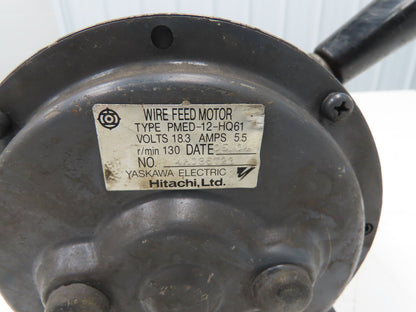 WIRE FEED MOTOR
TYPE PMED-12-HQ61
VOLTS 18.3 AMPS 5.5
r/min 130 DATE
NO.
YASKAWA ELECTRIC
Hitachi, Ltd.